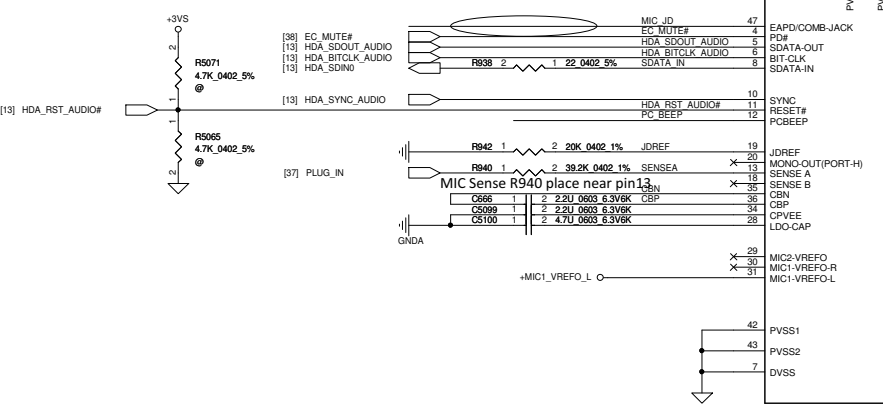 PV
PV
+3VS
2
R5071
4.7K_0402_5%
@
1
[13] HDA_RST_AUDIO#
1
R5065
4.7K_0402_5%
@
2
MIC_JD 47 EAPD/COMB-JACK
[38] EC_MUTE# EC_MUTE# 4 PD#
[13] HDA_SDOUT_AUDIO HDA_SDOUT_AUDIO 5 SDATA-OUT
[13] HDA_BITCLK_AUDIO HDA_BITCLK_AUDIO 6 BIT-CLK
[13] HDA_SDIN0 R938 2 1 22_0402_5% SDATA_IN 8 SDATA-IN
[13] HDA_SYNC_AUDIO 10 SYNC
HDA_RST_AUDIO# 11 RESET#
PC_BEEP 12 PCBEEP
R942 1 2 20K_0402_1% JDREF 19 JDREF
20 MONO-OUT(PORT-H)
[37] PLUG_IN R940 1 2 39.2K_0402_1% SENSEA 13 SENSE A
18 SENSE B
MIC Sense R940 place near pin13
CBN 35 CBN
C666 1 2 2.2U_0603_6.3V6K CBP 36 CBP
C5099 1 2 2.2U_0603_6.3V6K 34 CPVEE
C5100 1 2 4.7U_0603_6.3V6K 28 LDO-CAP
GNDA
29 MIC2-VREFO
30 MIC1-VREFO-R
+MIC1_VREFO_L 31 MIC1-VREFO-L
42 PVSS1
43 PVSS2
7 DVSS